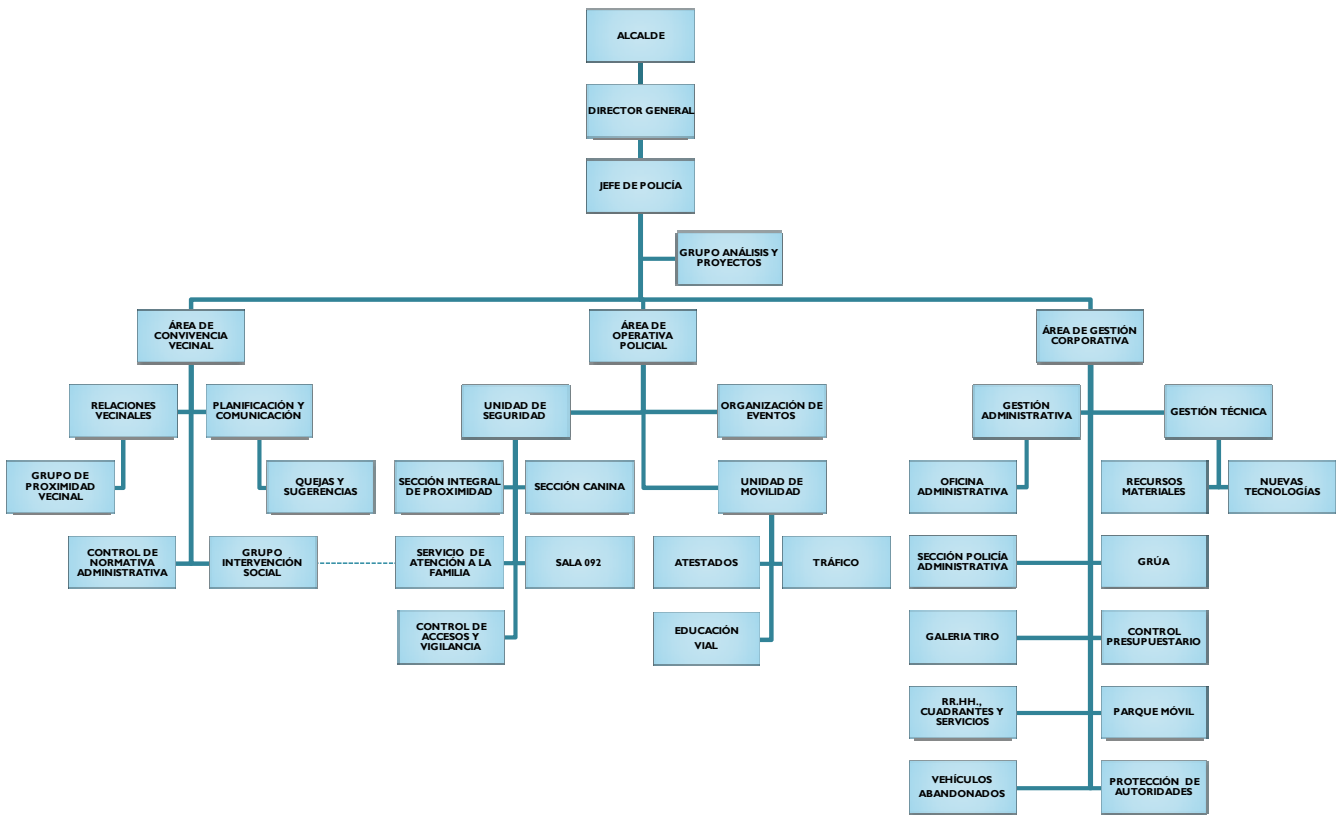 ALCALDE
DIRECTOR GENERAL
JEFE DE POLICÍA
GRUPO ANÁLISIS Y
PROYECTOS
ÁREA DE
CONVIVENCIA
VECINAL
ÁREA DE
OPERATIVA
POLICIAL
ÁREA DE GESTIÓN
CORPORATIVA
RELACIONES
VECINALES
PLANIFICACIÓN Y
COMUNICACIÓN
UNIDAD DE
SEGURIDAD
ORGANIZACIÓN DE
EVENTOS
GESTIÓN
ADMINISTRATIVA
GESTIÓN TÉCNICA
GRUPO DE
PROXIMIDAD
VECINAL
QUEJAS Y
SUGERENCIAS
SECCIÓN INTEGRAL
DE PROXIMIDAD
SECCIÓN CANINA
UNIDAD DE
MOVILIDAD
OFICINA
ADMINISTRATIVA
RECURSOS
MATERIALES
NUEVAS
TECNOLOGÍAS
CONTROL DE
NORMATIVA
ADMINISTRATIVA
GRUPO
INTERVENCIÓN
SOCIAL
SERVICIO DE
ATENCIÓN A LA
FAMILIA
SALA 092
ATESTADOS
TRÁFICO
SECCIÓN POLICÍA
ADMINISTRATIVA
GRÚA
CONTROL DE
ACCESOS Y
VIGILANCIA
EDUCACIÓN
VIAL
GALERIA TIRO
CONTROL
PRESUPUESTARIO
RR.HH.,
CUADRANTES Y
SERVICIOS
PARQUE MÓVIL
VEHÍCULOS
ABANDONADOS
PROTECCIÓN DE
AUTORIDADES